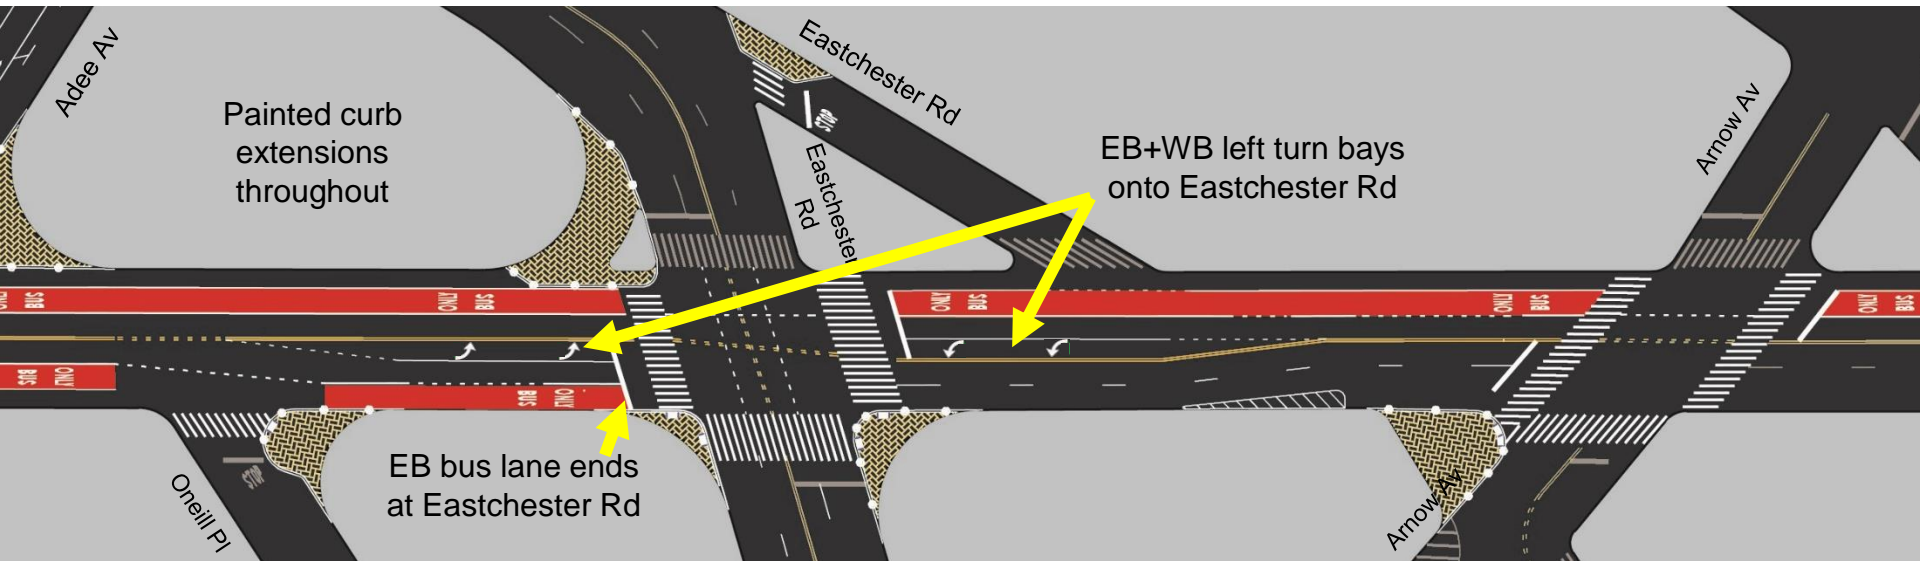 Adee Av
Painted curb
extensions
throughout
Eastchester Rd
STOP
Eastchester
Rd
EB+WB left turn bays
onto Eastchester Rd
Arnow Av
ONLY
BUS
ONLY
BUS
ONLY
BUS
ONLY
BUS
ONLY
BUS
BUS
ONLY
BUS
ONLY
STOP
Oneill Pl
EB bus lane ends
at Eastchester Rd
Arnow Av